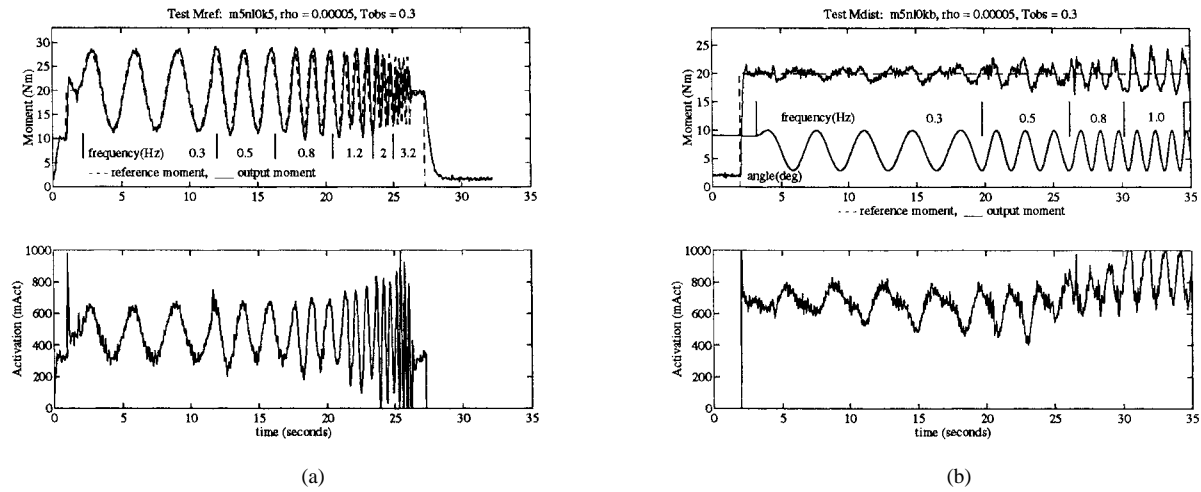 Test Mref: m5nl0k5, rho = 0.00005, Tobs = 0.3
30
25
20
15
10
5
0
Moment (Nm)
frequency(Hz) 0.3 0.5 0.8 1.2 2 3.2
--- reference moment, ___ output moment
0 5 10 15 20 25 30 35
1000
800
600
400
200
0
Activation (mAct)
0 5 10 15 20 25 30 35
time (seconds)
(a)
Test Mdist: m5nl0kb, rho = 0.00005, Tobs = 0.3
25
20
15
10
5
0
Moment (Nm)
frequency(Hz) 0.3 0.5 0.8 1.0
angle(deg)
0 5 10 15 20 25 30 35
--- reference moment, ___ output moment
1000
800
600
400
200
0
Activation (mAct)
0 5 10 15 20 25 30 35
time (seconds)
(b)